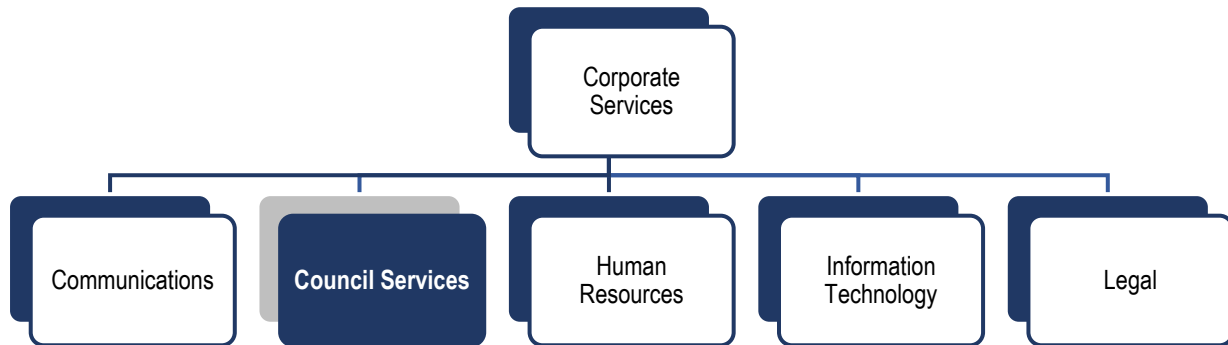 Corporate
Services
Communications
Council Services
Human
Resources
Information
Technology
Legal